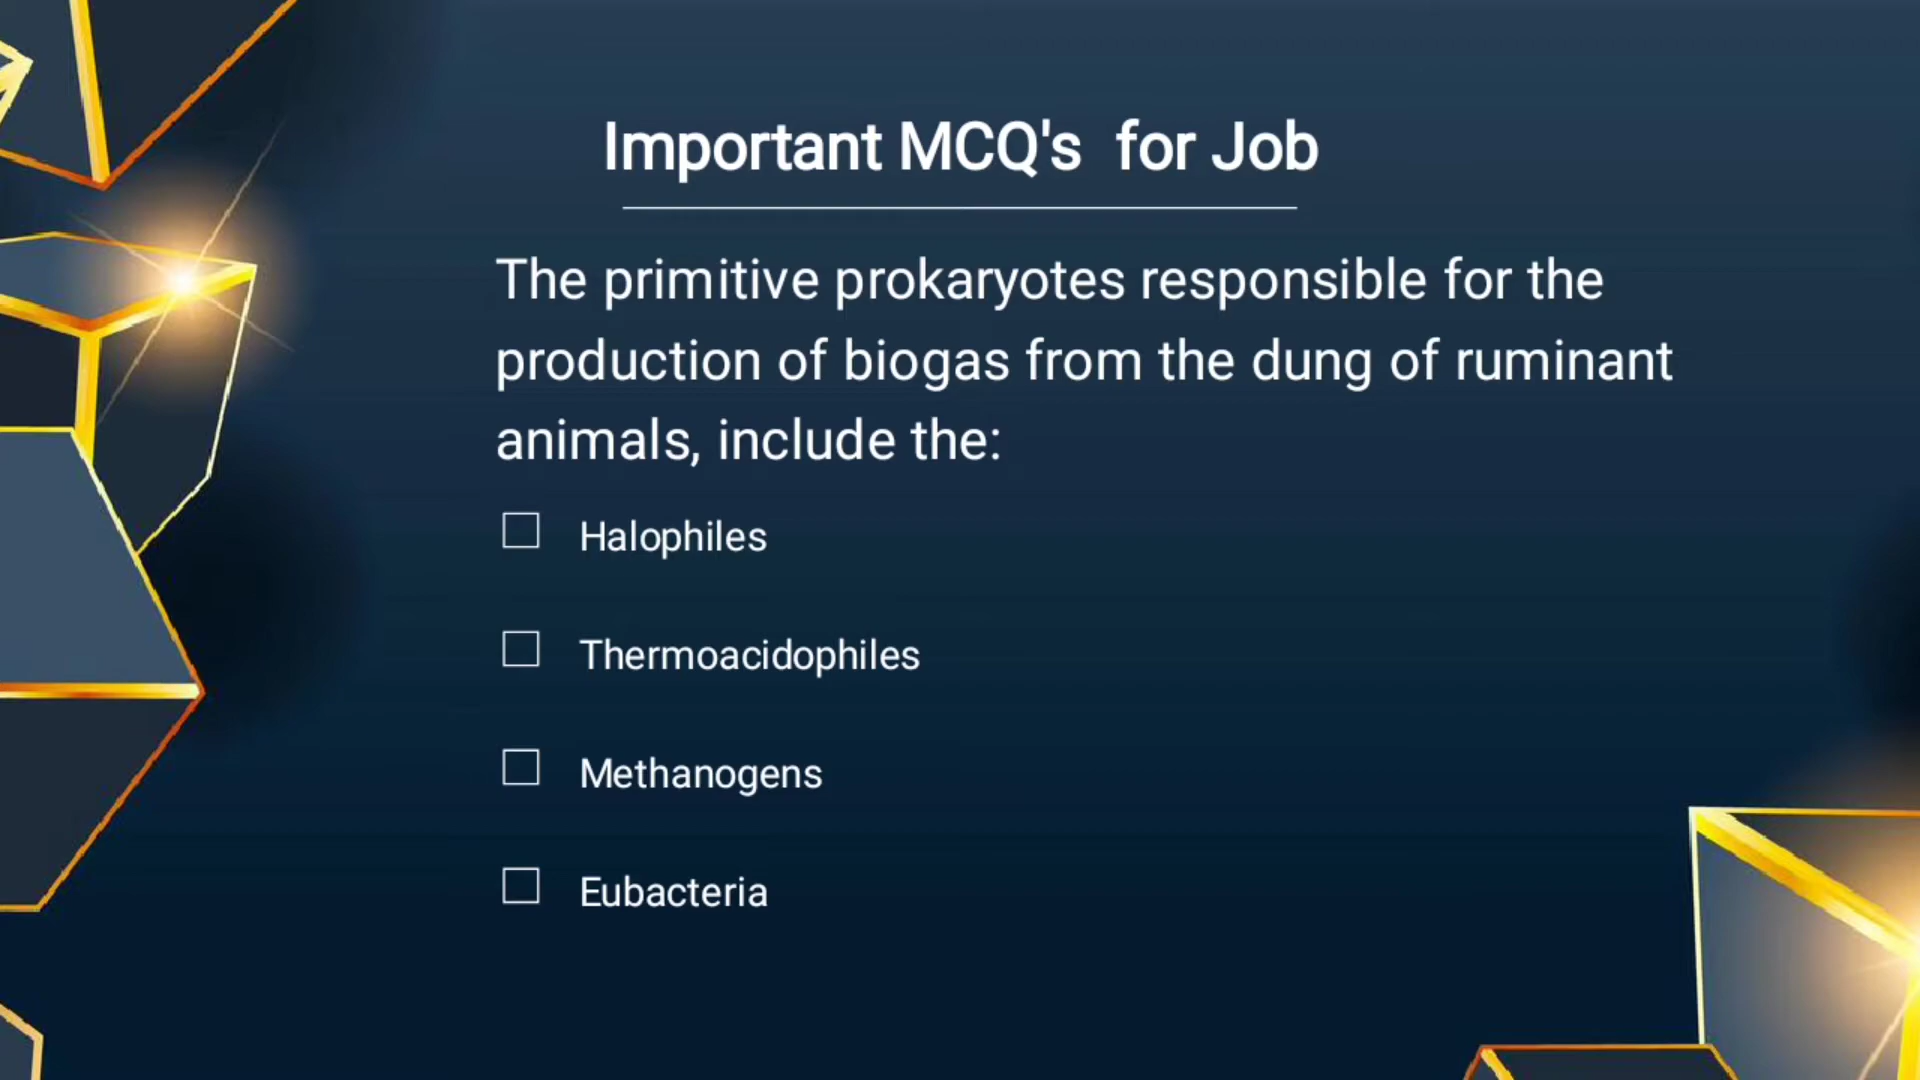 Important MCQ's  for Job
The primitive prokaryotes responsible for the
production of biogas from the dung of ruminant
animals, include the:
Halophiles
Thermoacidophiles
Methanogens
Eubacteria